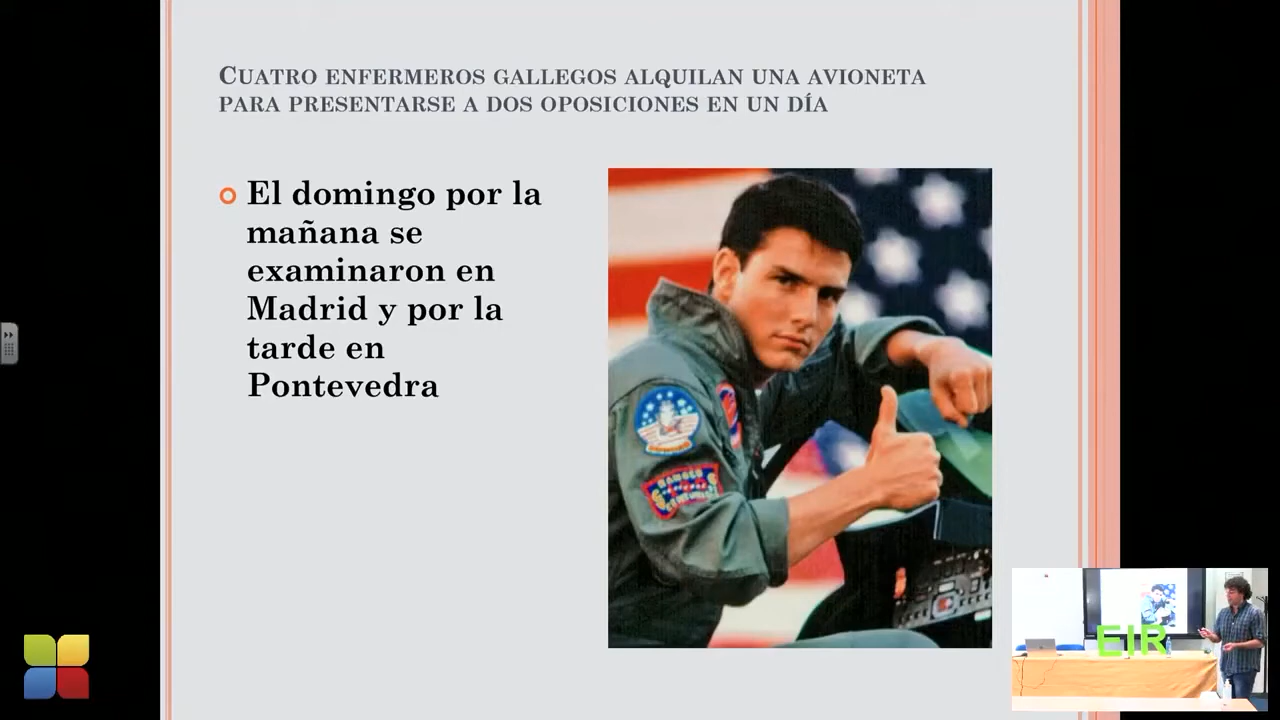 CUATRO ENFERMEROS GALLEGOS ALQUILAN UNA AVIONETA
PARA PRESENTARSE A DOS OPOSICIONES EN UN DÍA
El domingo por la
mañana se
examinaron en
Madrid y por la
tarde en
Pontevedra
EIR